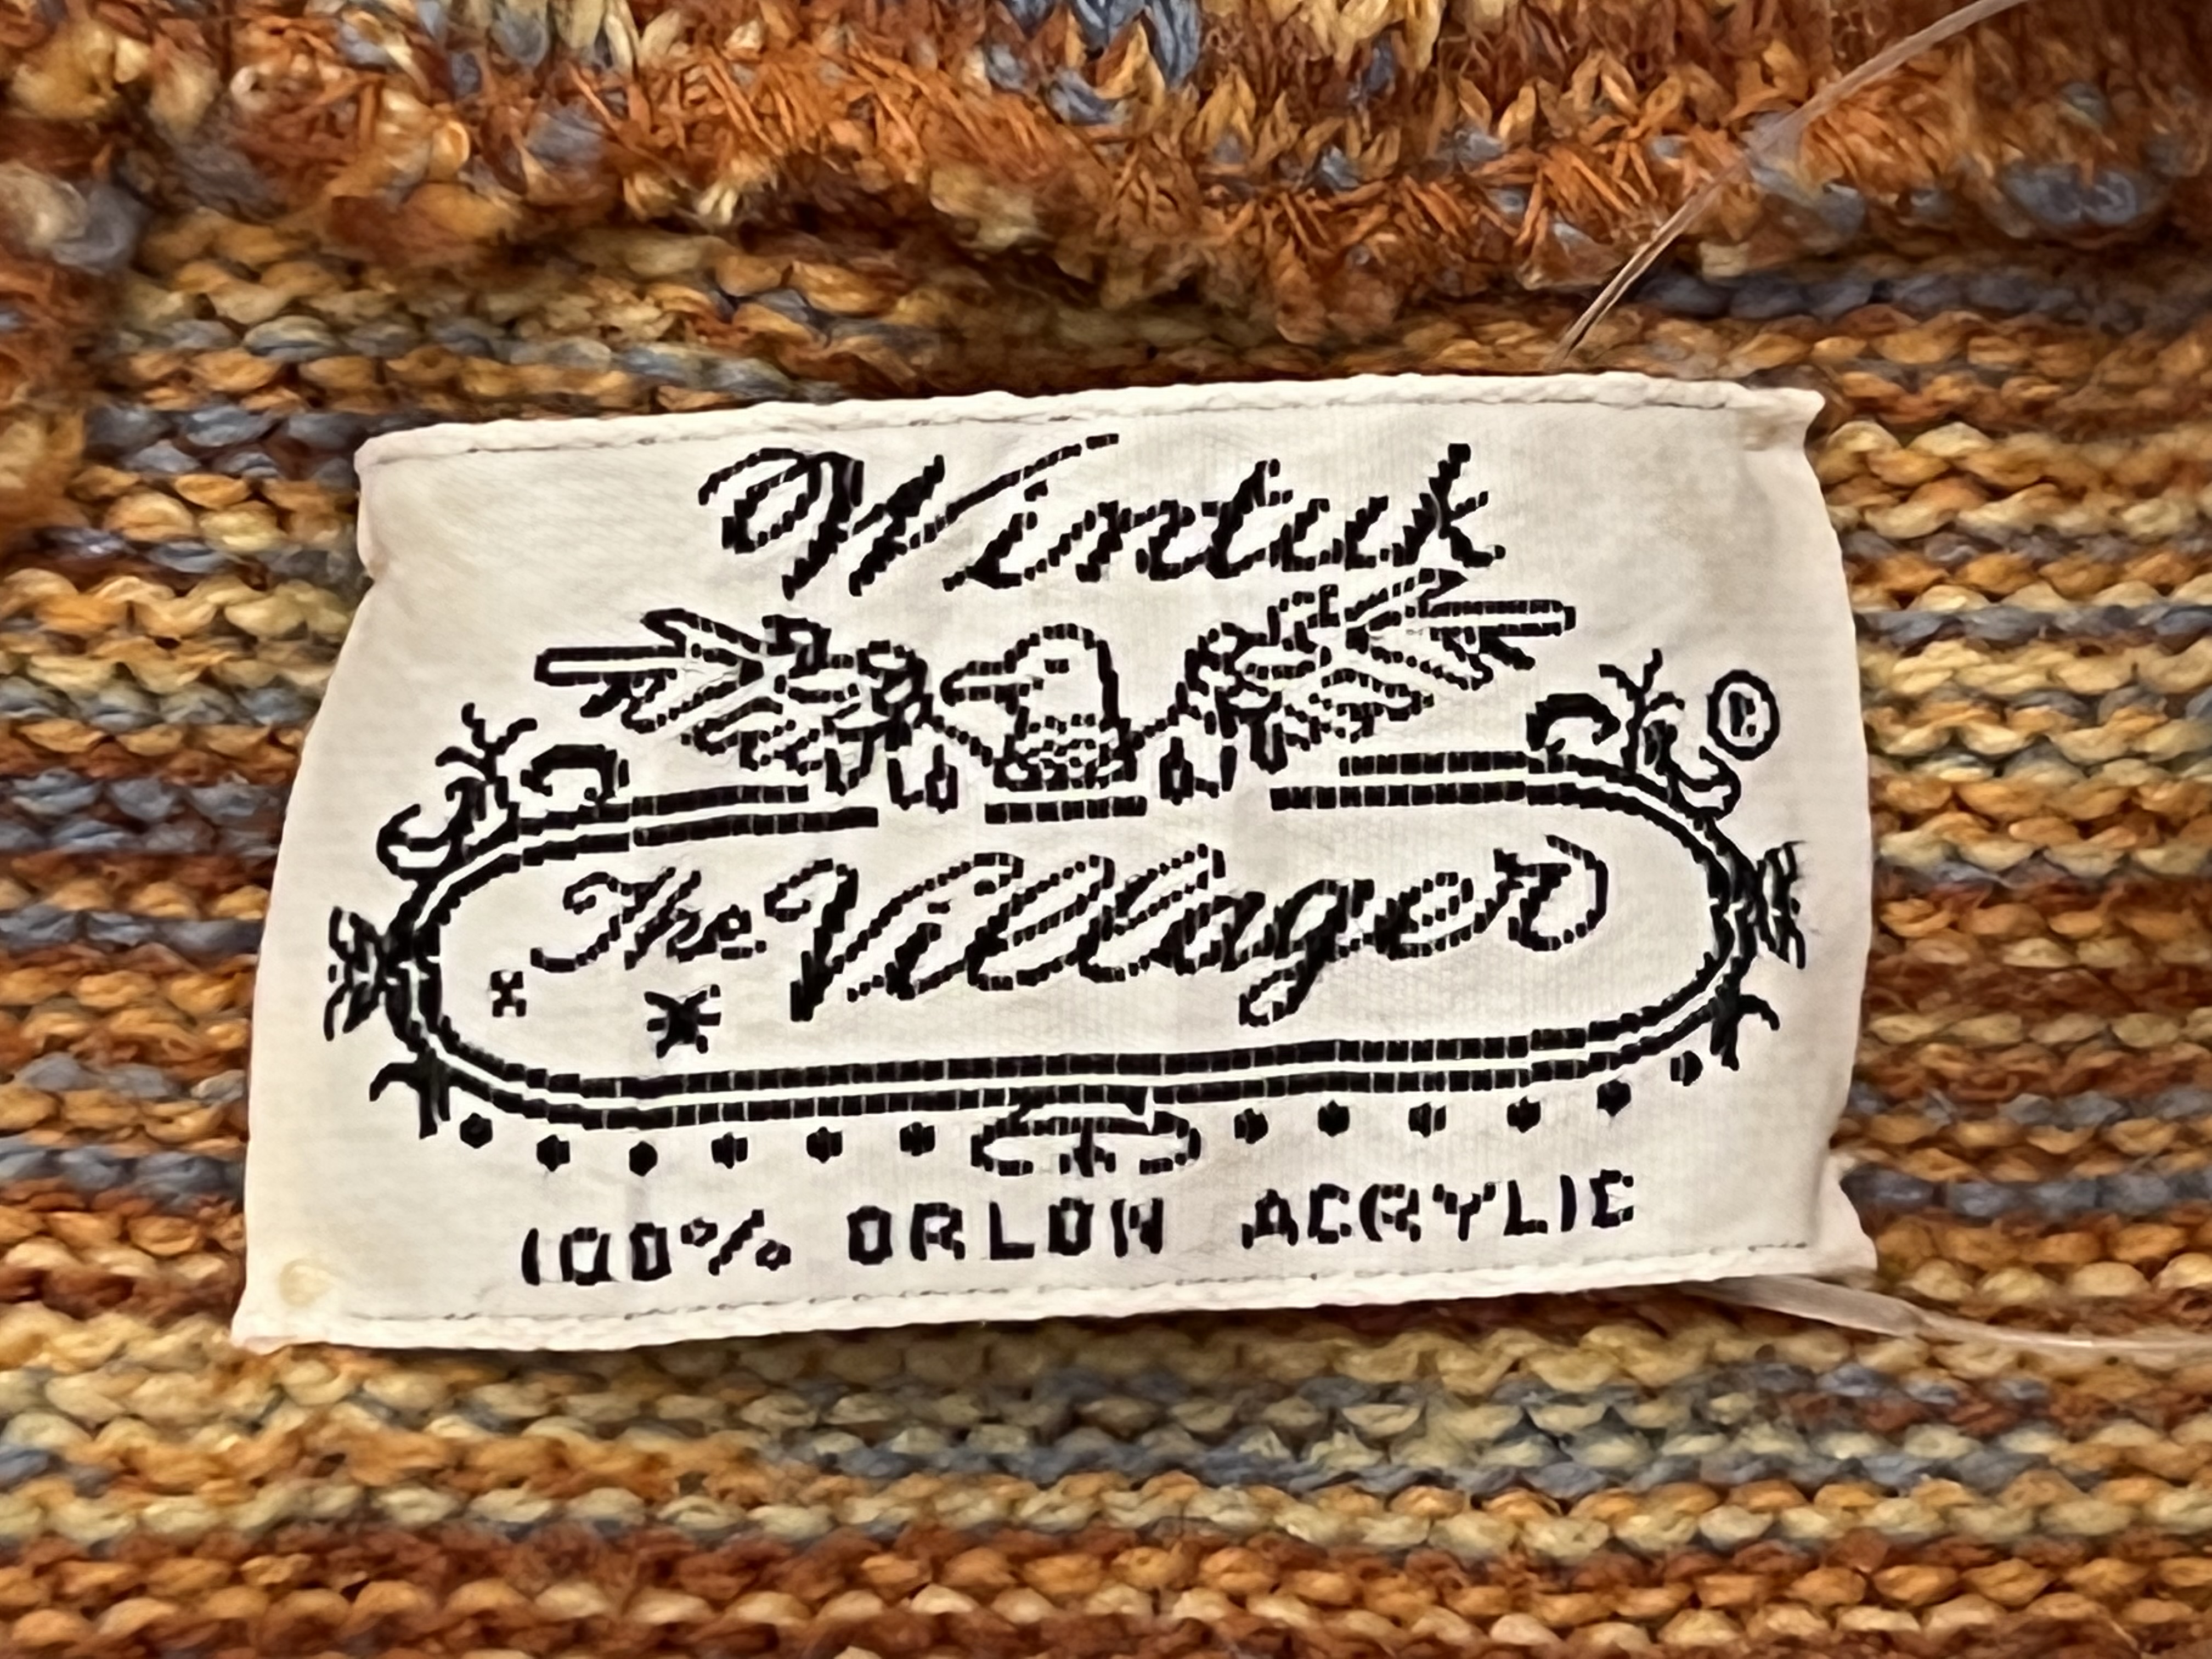 Wintuk
®
The Villager
100% ORLON ACRYLIC